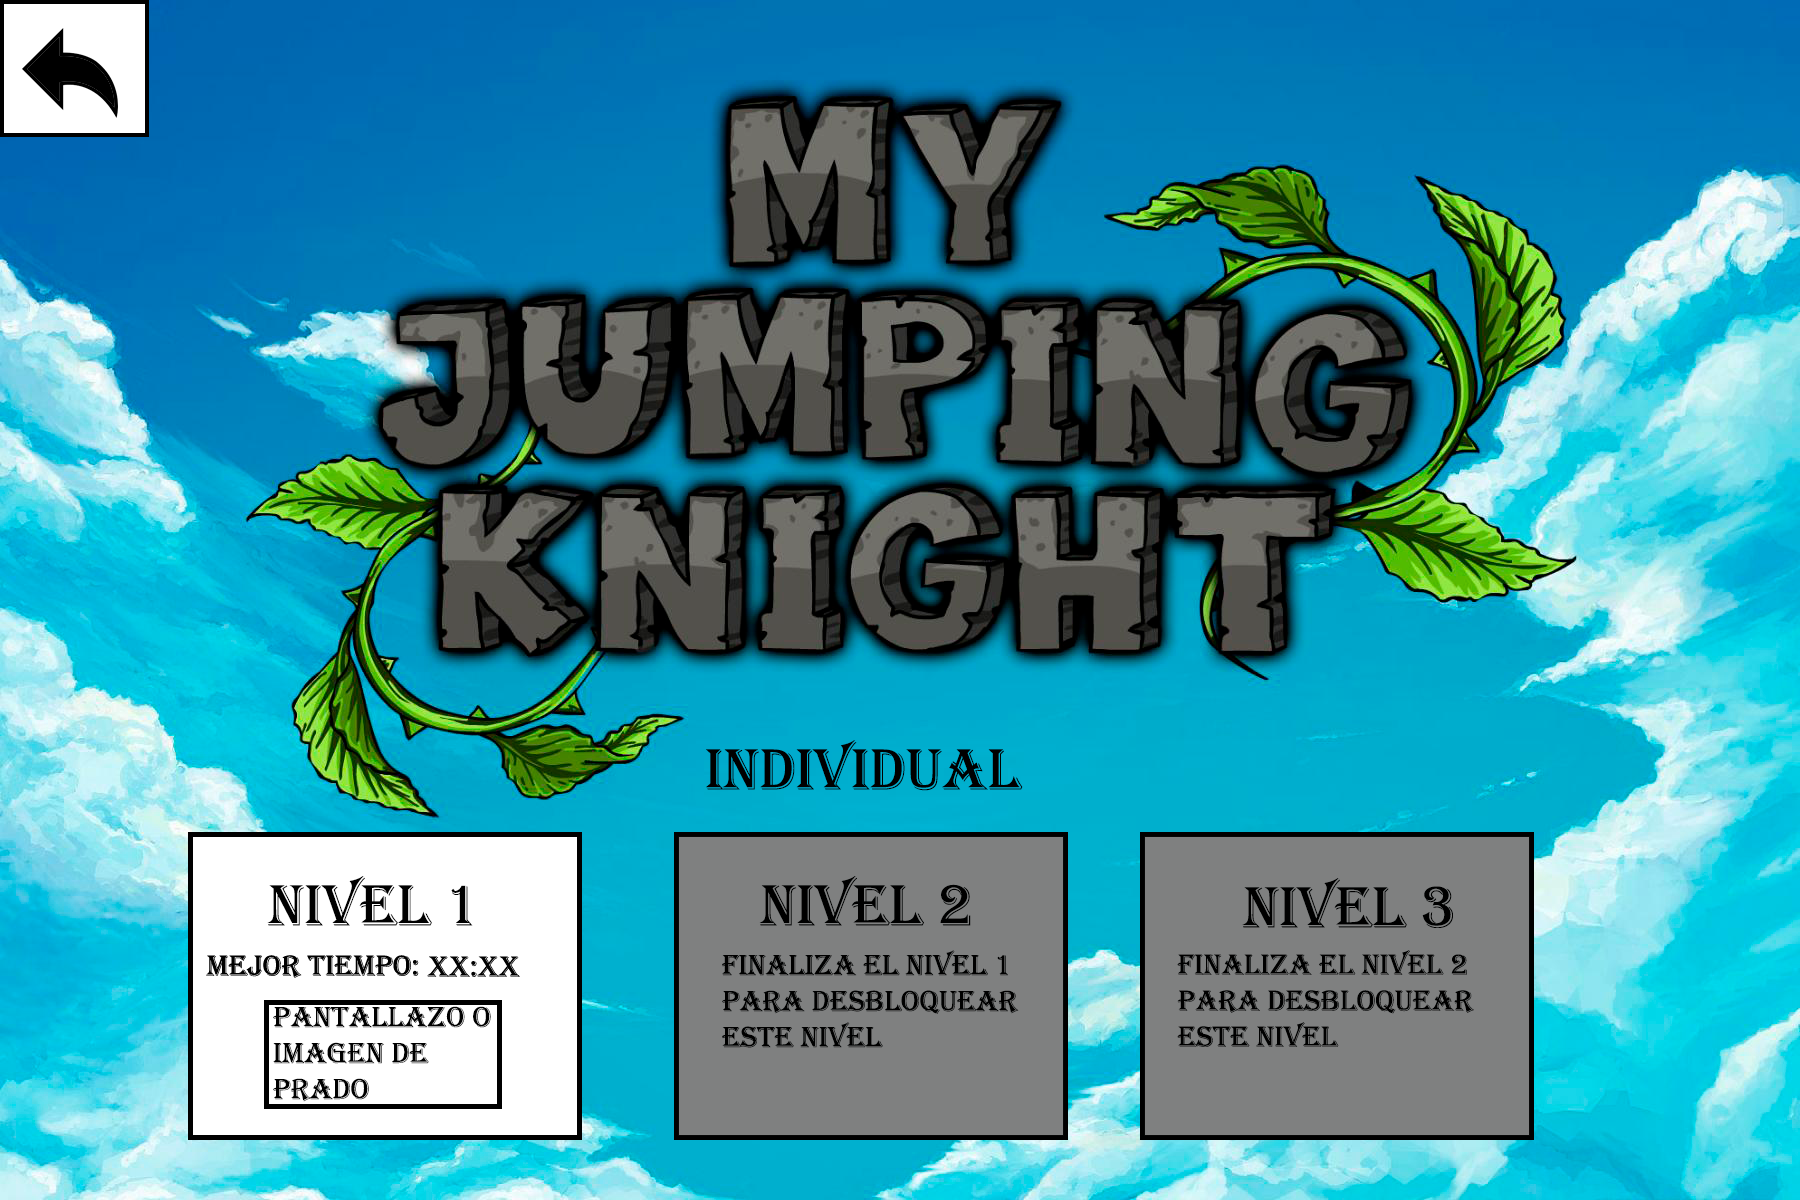 MY
JUMPING
KNIGHT
INDIVIDUAL
NIVEL 1
MEJOR TIEMPO: XX:XX
PANTALLAZO O
IMAGEN DE
PRADO
NIVEL 2
FINALIZA EL NIVEL 1
PARA DESBLOQUEAR
ESTE NIVEL
NIVEL 3
FINALIZA EL NIVEL 2
PARA DESBLOQUEAR
ESTE NIVEL